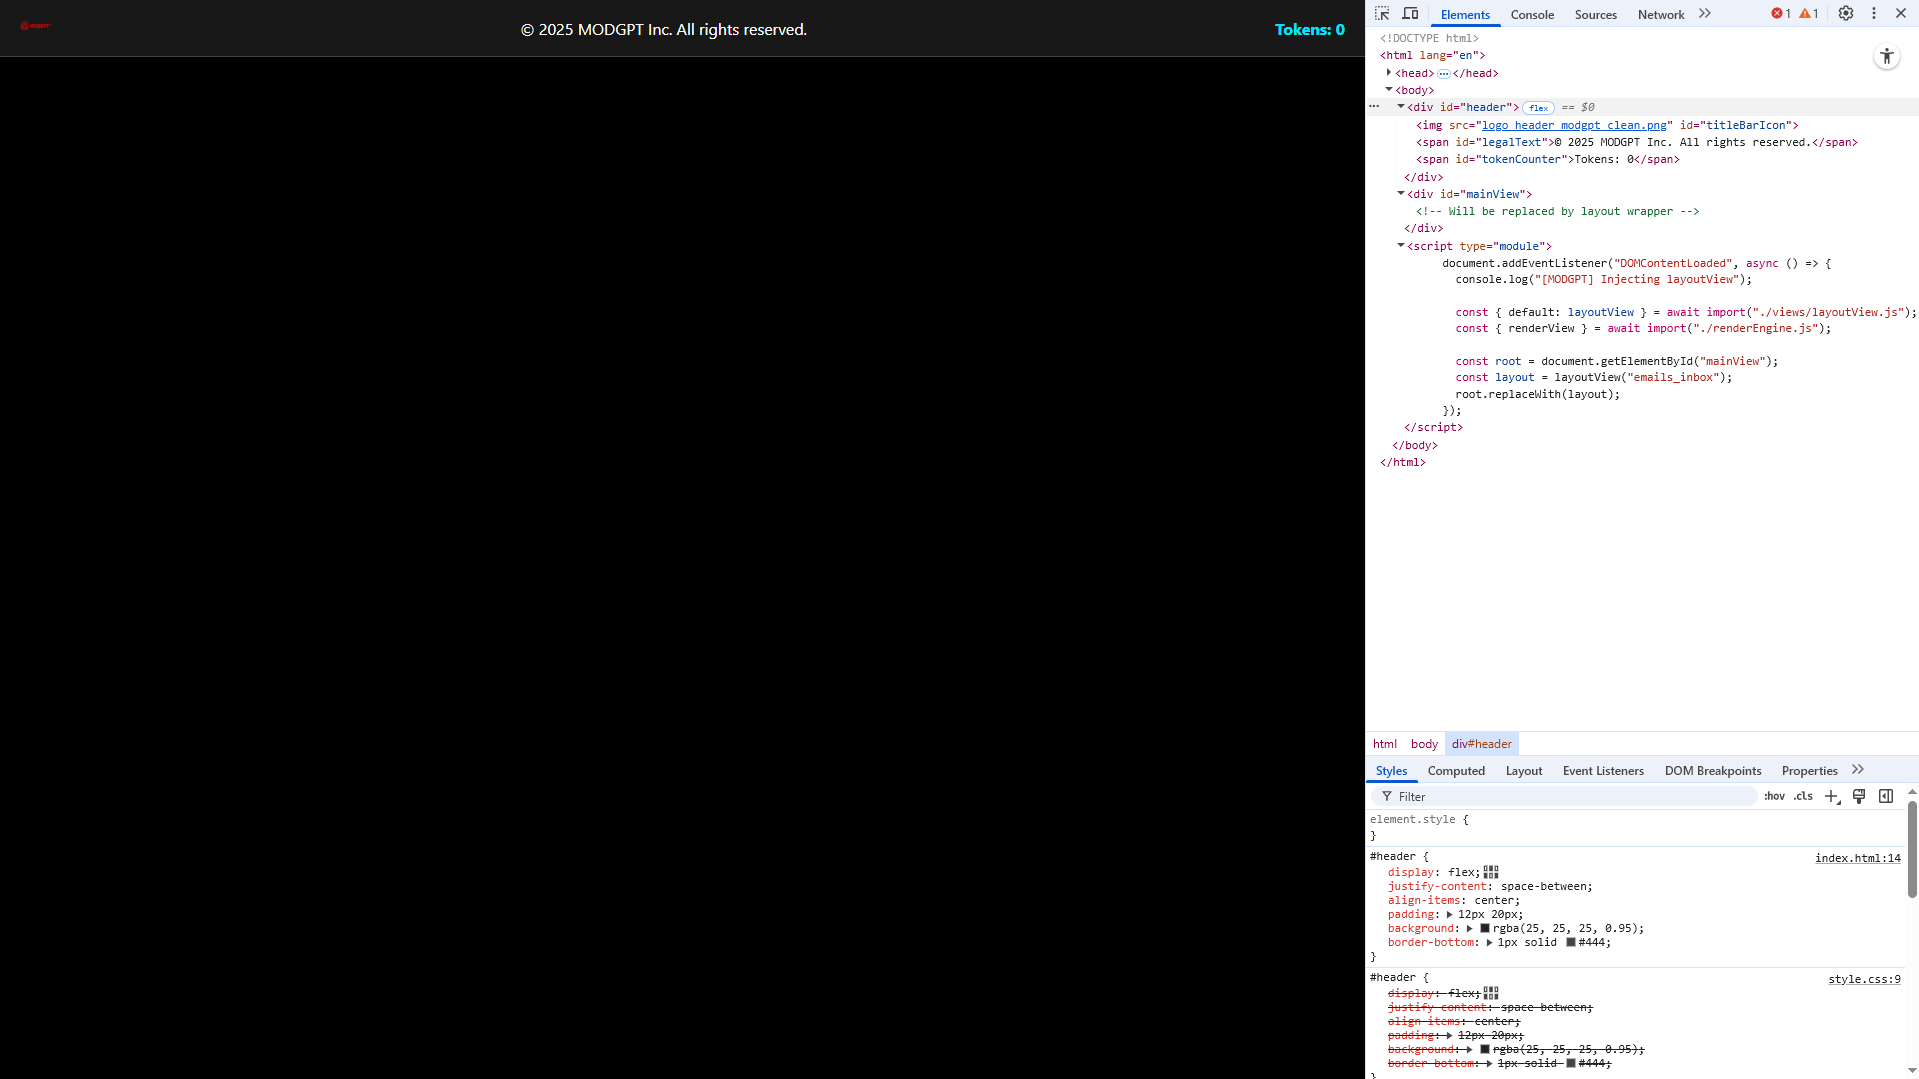 MODGPT
© 2025 MODGPT Inc. All rights reserved.
Tokens: 0
Elements Console Sources Network 1 1
<!DOCTYPE html>
<html lang="en">
<head> </head>
<body>
<div id="header"> flex == $0
<img src="logo_header_modgpt_clean.png" id="titleBarIcon">
<span id="legalText">© 2025 MODGPT Inc. All rights reserved.</span>
<span id="tokenCounter">Tokens: 0</span>
</div>
<div id="mainView">
<!-- Will be replaced by layout wrapper -->
</div>
<script type="module">
document.addEventListener("DOMContentLoaded", async () => {
console.log("[MODGPT] Injecting layoutView");
const { default: layoutView } = await import("./views/layoutView.js");
const { renderView } = await import("./renderEngine.js");
const root = document.getElementById("mainView");
const layout = layoutView("emails_inbox");
root.replaceWith(layout);
});
</script>
</body>
</html>
html body div#header
Styles Computed Layout Event Listeners DOM Breakpoints Properties
Filter :hov .cls
element.style {
}
#header { index.html:14
display: flex;
justify-content: space-between;
align-items: center;
padding: 12px 20px;
background: rgba(25, 25, 25, 0.95);
border-bottom: 1px solid #444;
}
#header { style.css:9
display: flex;
justify-content: space-between;
align-items: center;
padding: 12px 20px;
background: rgba(25, 25, 25, 0.95);
border-bottom: 1px solid #444;
}